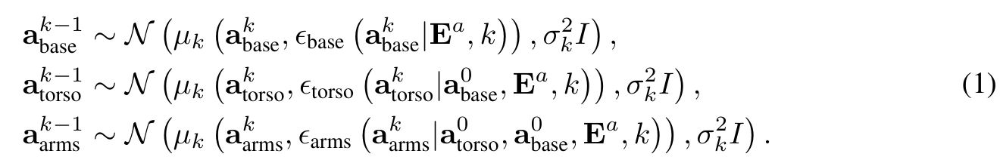 a^{k-1}_{base} ∼ 𝒩 (μ_k (a^k_{base}, ϵ_{base} (a^k_{base}|E^a, k)), σ^2_k I),
a^{k-1}_{torso} ∼ 𝒩 (μ_k (a^k_{torso}, ϵ_{torso} (a^k_{torso}|a^0_{base}, E^a, k)), σ^2_k I), (1)
a^{k-1}_{arms} ∼ 𝒩 (μ_k (a^k_{arms}, ϵ_{arms} (a^k_{arms}|a^0_{torso}, a^0_{base}, E^a, k)), σ^2_k I).